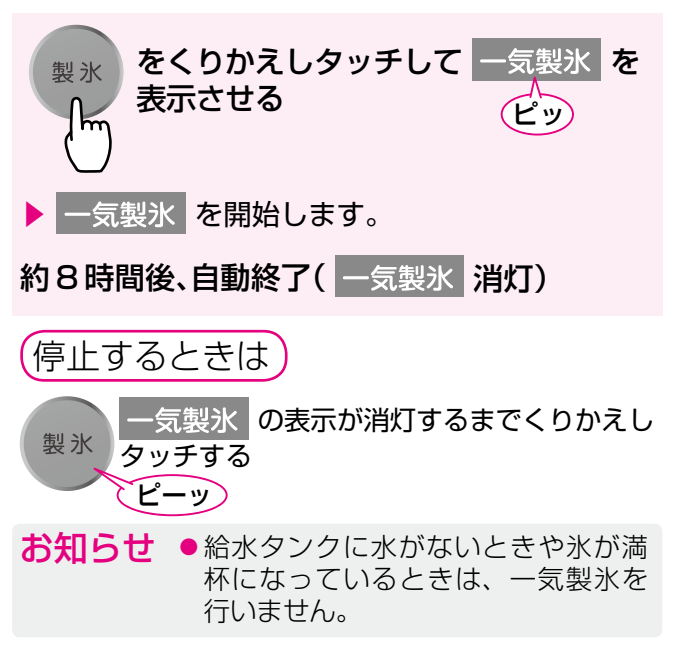 製氷 をくりかえしタッチして 一気製氷 を
表示させる
ピッ
▶ 一気製氷 を開始します。
約8時間後、自動終了( 一気製氷 消灯)
停止するときは
製氷 一気製氷 の表示が消灯するまでくりかえし
タッチする
ピーッ
お知らせ ●給水タンクに水がないときや氷が満
杯になっているときは、一気製氷を
行いません。